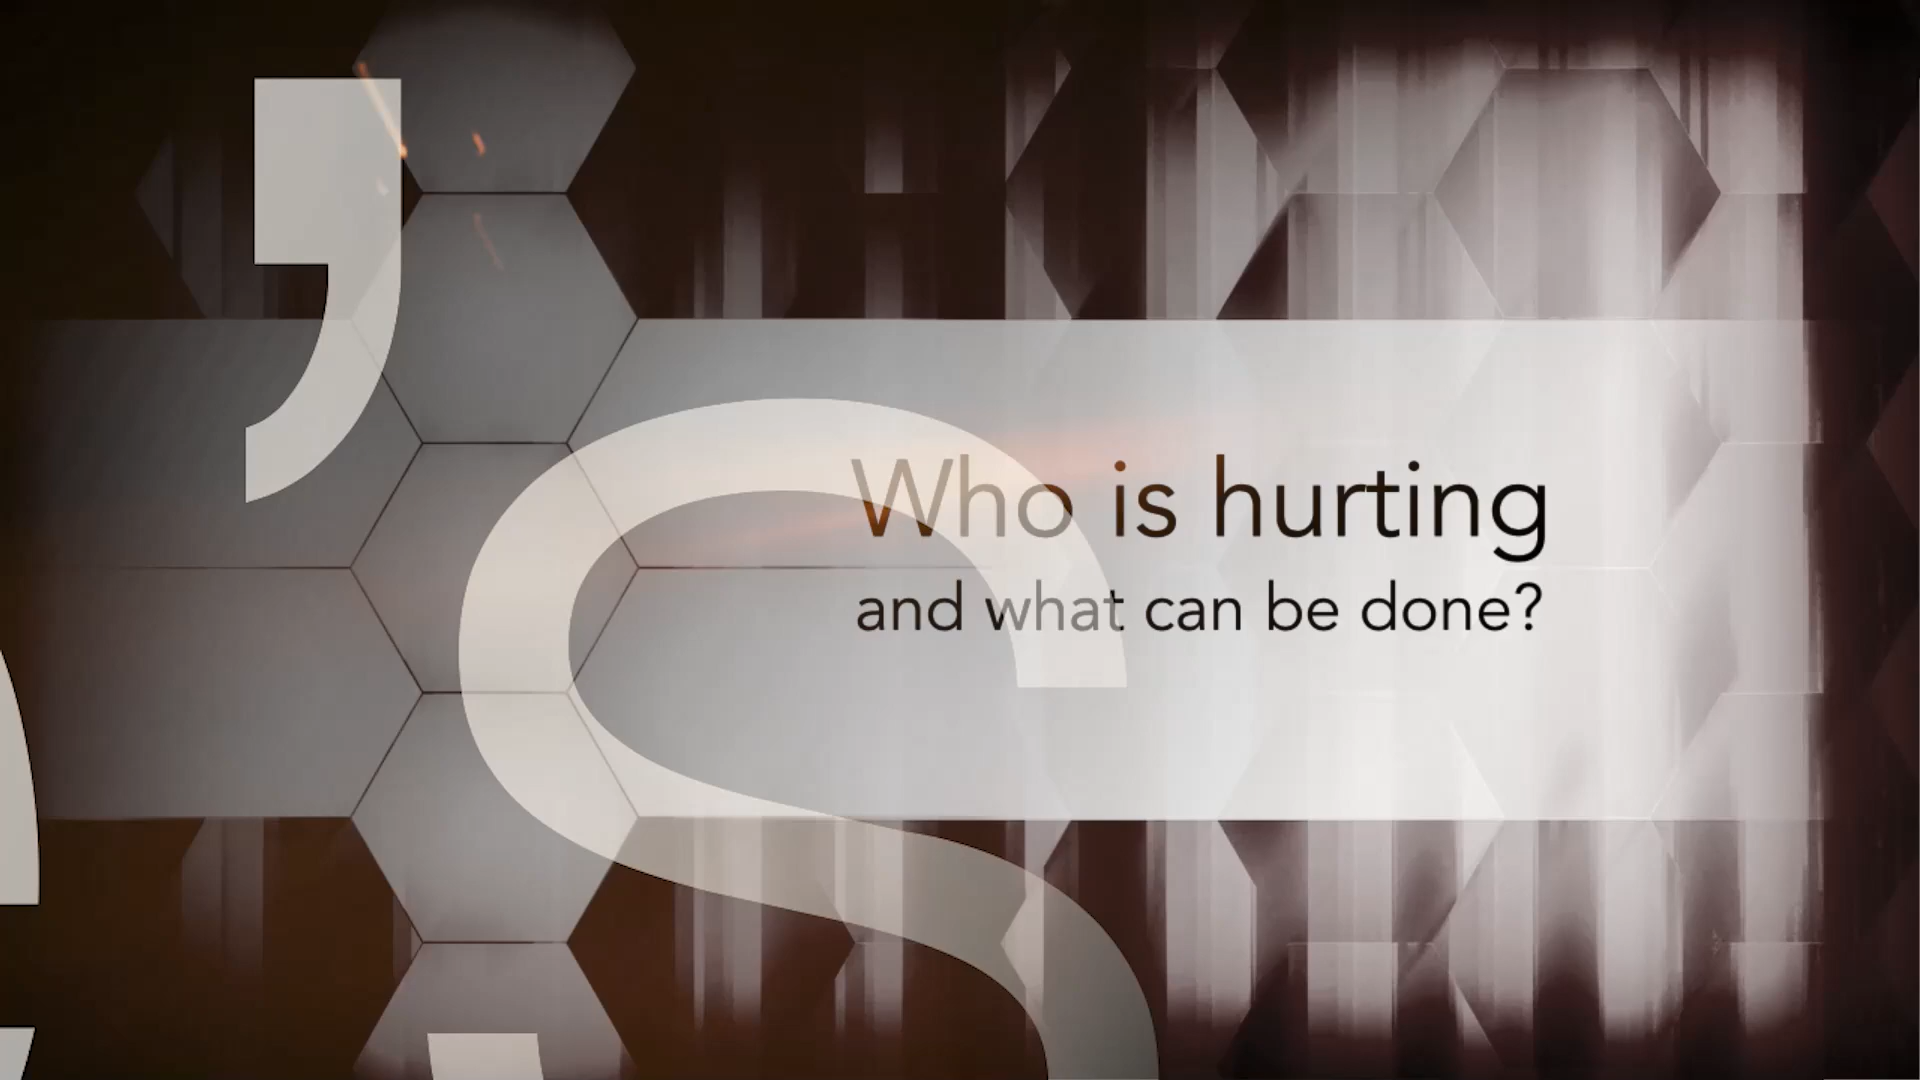 ’s
Who is hurting
and what can be done?